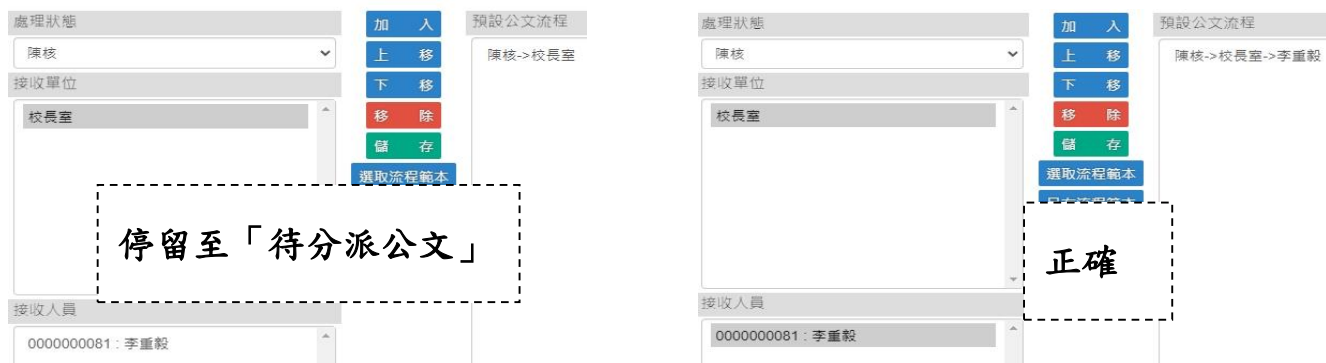 處理狀態
陳核
接收單位
校長室
接收人員
0000000081 : 李重毅
加 入
上 移
下 移
移 除
儲 存
選取流程範本
預設公文流程
陳核->校長室
停留至「待分派公文」
處理狀態
陳核
接收單位
校長室
接收人員
0000000081 : 李重毅
加 入
上 移
下 移
移 除
儲 存
選取流程範本
預設公文流程
陳核->校長室->李重毅
正確